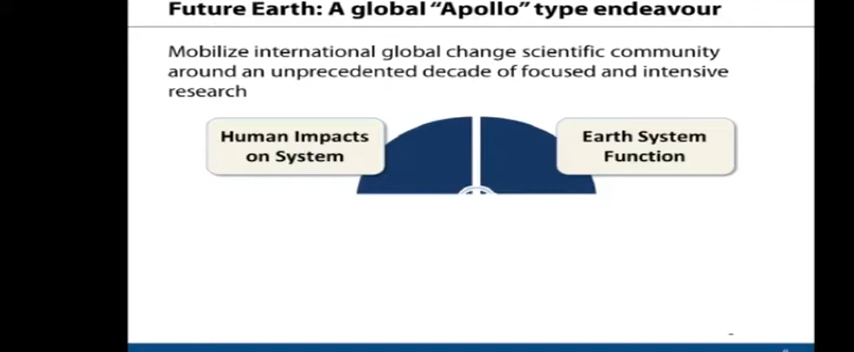 Future Earth: A global “Apollo” type endeavour
Mobilize international global change scientific community
around an unprecedented decade of focused and intensive
research
Human Impacts
on System
Earth System
Function